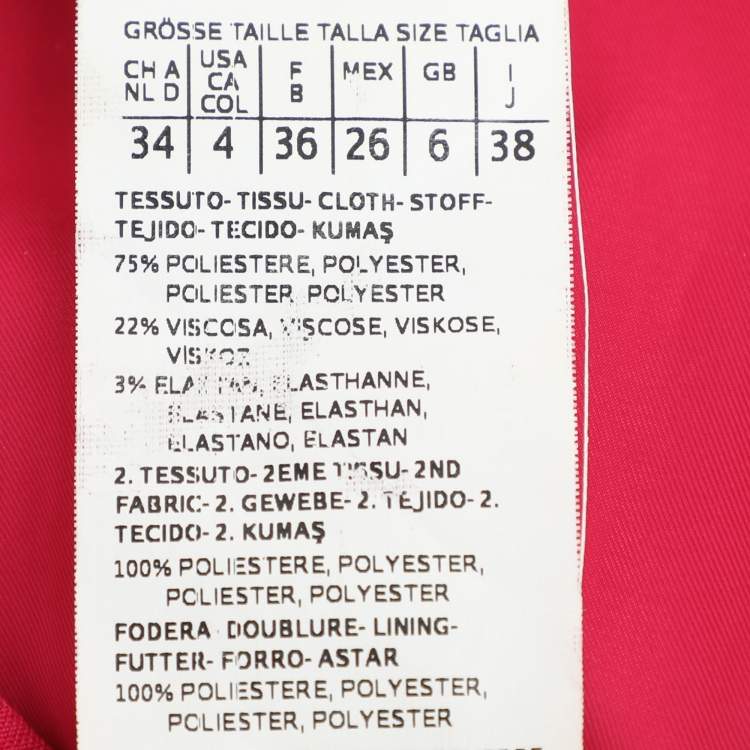 GRÖSSE TAILLE TALLA SIZE TAGLIA
CH A USA F MEX GB I
NL D CA B J
COL
34 4 36 26 6 38
TESSUTO- TISSU- CLOTH- STOFF-
TEJIDO- TECIDO- KUMAŞ
75% POLIESTERE, POLYESTER,
POLIESTER, POLYESTER
22% VISCOSA, VISCOSE, VISKOSE,
VISKOZ
3% ELASTAN, ELASTHANNE,
ELASTANE, ELASTHAN,
ELASTANO, ELASTAN
2. TESSUTO- 2EME TISSU- 2ND
FABRIC- 2. GEWEBE- 2. TEJIDO- 2.
TECIDO- 2. KUMAŞ
100% POLIESTERE, POLYESTER,
POLIESTER, POLYESTER
FODERA DOUBLURE- LINING-
FUTTER- FORRO- ASTAR
100% POLIESTERE, POLYESTER,
POLIESTER, POLYESTER